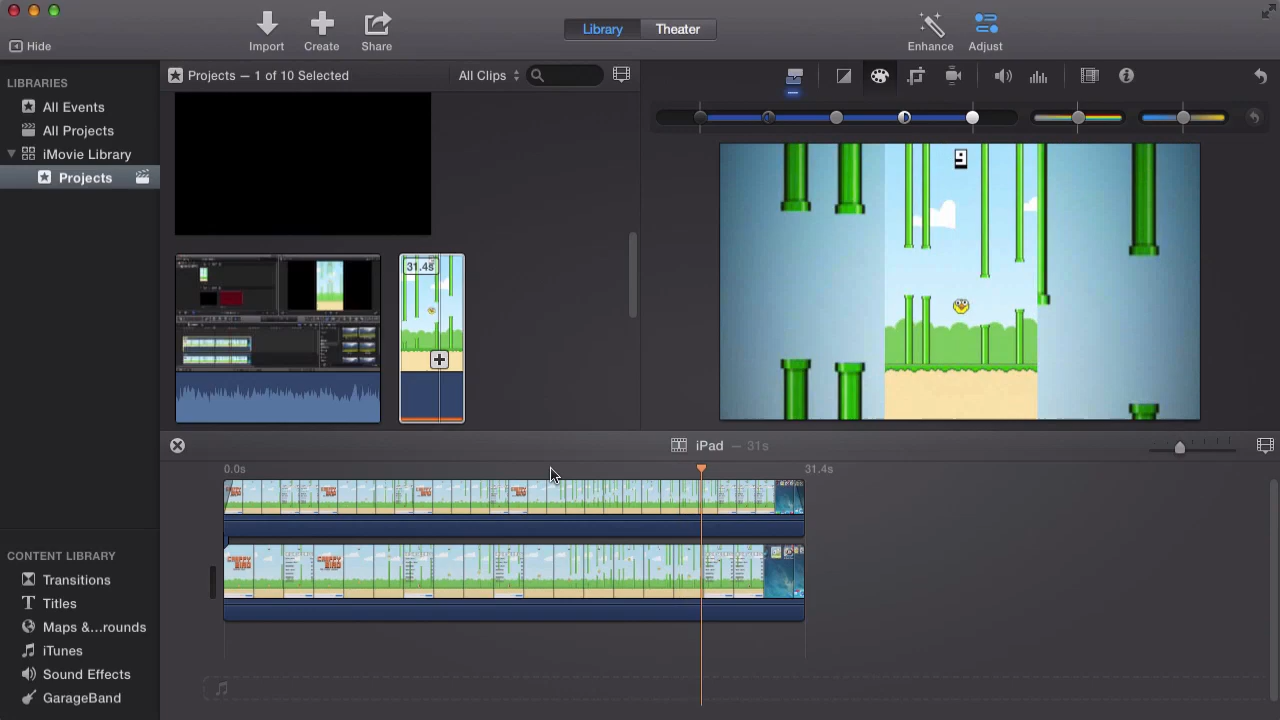 Import
Create
Share
Library
Theater
Enhance
Adjust
Hide
LIBRARIES
All Events
All Projects
iMovie Library
Projects
Projects — 1 of 10 Selected
All Clips
31.4s
9
iPad — 31s
0.0s
31.4s
CONTENT LIBRARY
Transitions
Titles
Maps &...rounds
iTunes
Sound Effects
GarageBand